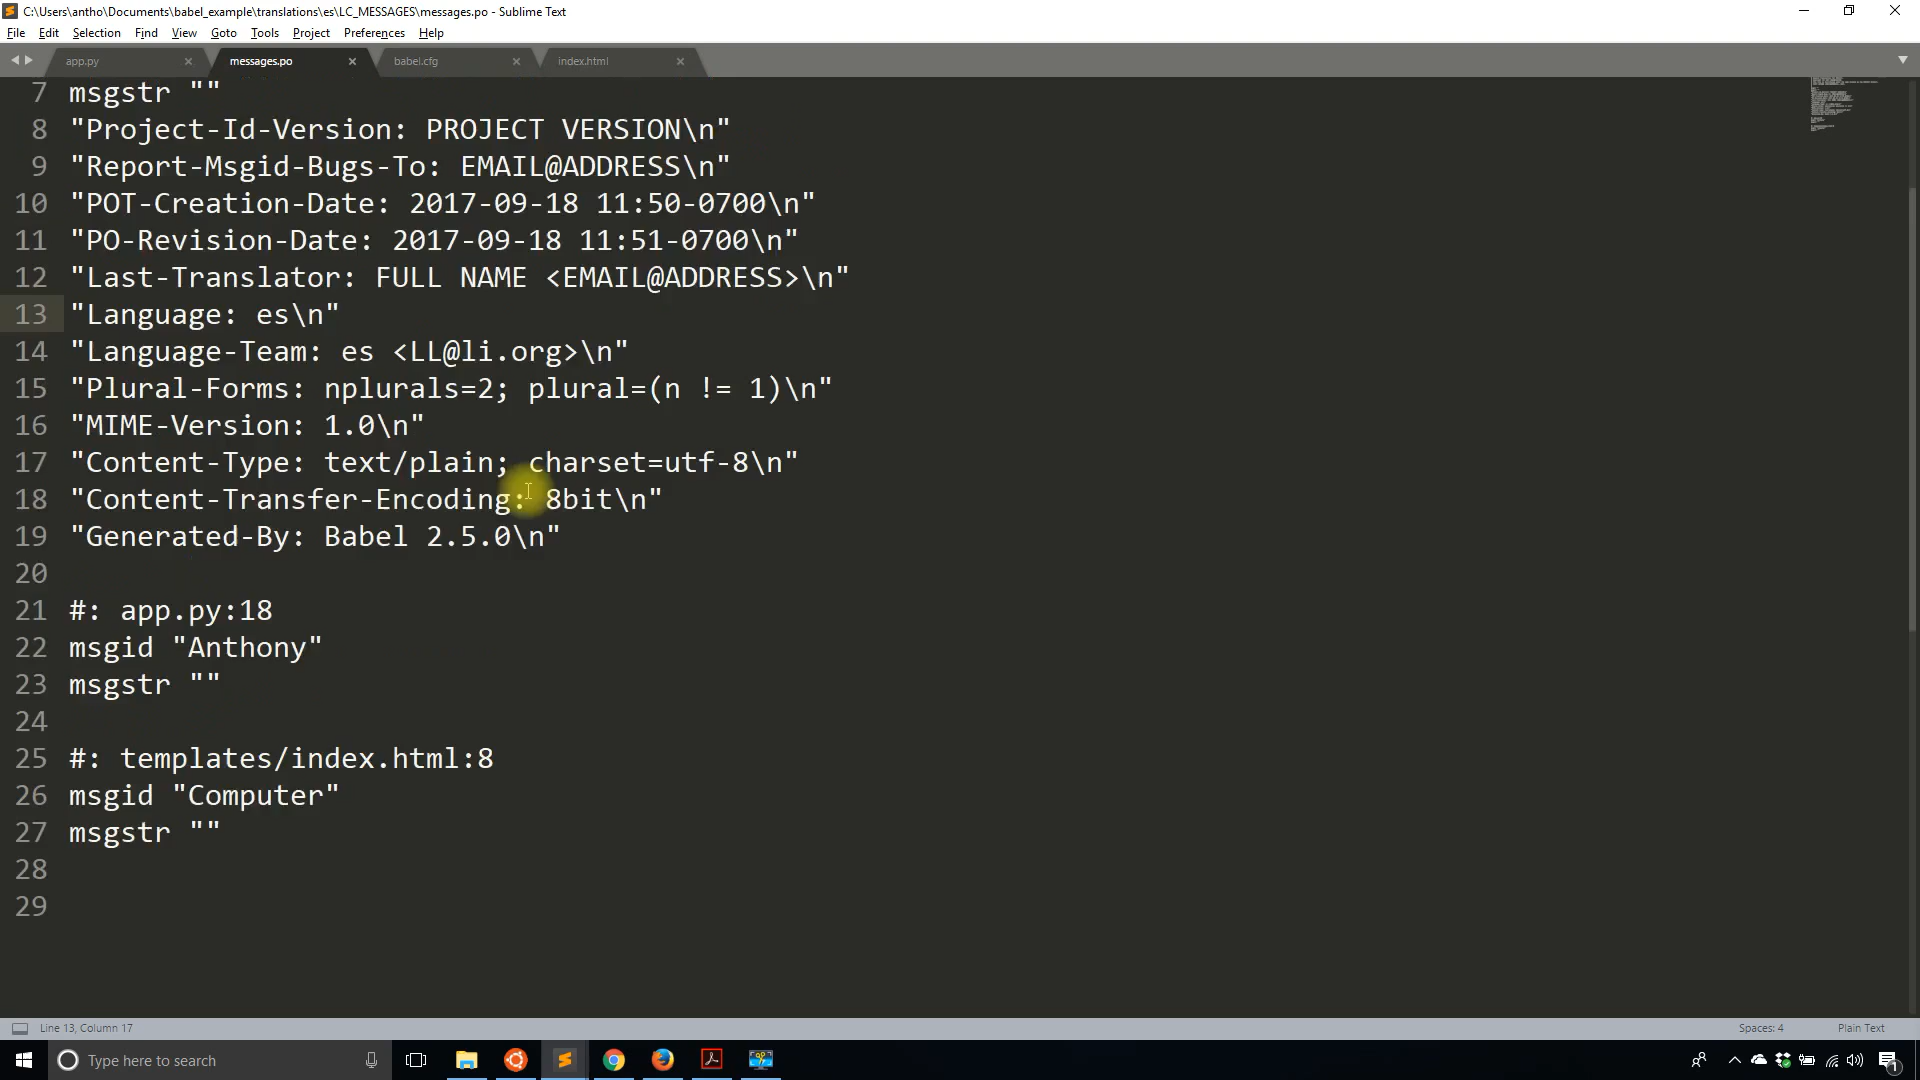 C:\Users\antho\Documents\babel_example\translations\es\LC_MESSAGES\messages.po - Sublime Text
File Edit Selection Find View Goto Tools Project Preferences Help
app.py messages.po babel.cfg index.html
7 msgstr ""
8 "Project-Id-Version: PROJECT VERSION\n"
9 "Report-Msgid-Bugs-To: EMAIL@ADDRESS\n"
10 "POT-Creation-Date: 2017-09-18 11:50-0700\n"
11 "PO-Revision-Date: 2017-09-18 11:51-0700\n"
12 "Last-Translator: FULL NAME <EMAIL@ADDRESS>\n"
13 "Language: es\n"
14 "Language-Team: es <LL@li.org>\n"
15 "Plural-Forms: nplurals=2; plural=(n != 1)\n"
16 "MIME-Version: 1.0\n"
17 "Content-Type: text/plain; charset=utf-8\n"
18 "Content-Transfer-Encoding: 8bit\n"
19 "Generated-By: Babel 2.5.0\n"
20
21 #: app.py:18
22 msgid "Anthony"
23 msgstr ""
24
25 #: templates/index.html:8
26 msgid "Computer"
27 msgstr ""
28
29
Line 13, Column 17 Spaces: 4 Plain Text
Type here to search 1